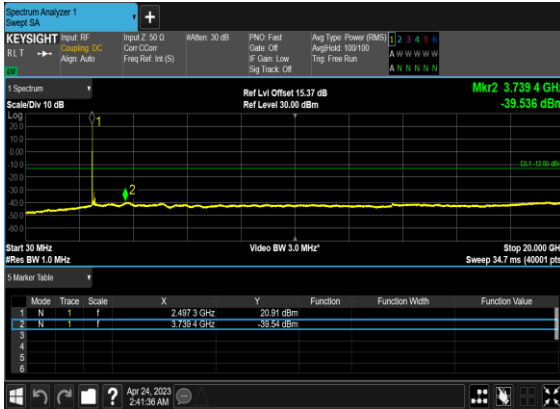 Spectrum Analyzer 1
Swept SA
+
KEYSIGHT
RLT
LV
Input: RF
Coupling: DC
Align: Auto
Input Z: 50 Ω
Corr CCorr
Freq Ref: Int (S)
#Atten: 30 dB
PNO: Fast
Gate: Off
IF Gain: Low
Sig Track: Off
Avg Type: Power (RMS)
Avg|Hold: 100/100
Trig: Free Run
1 2 3 4 5 6
A W W W W W
A N N N N N
1 Spectrum
Scale/Div 10 dB
Ref Lvl Offset 15.37 dB
Ref Level 30.00 dBm
Mkr2 3.739 4 GHz
-39.536 dBm
Log
20.0
10.0
0.00
-10.0
-20.0
-30.0
-40.0
-50.0
-60.0
1
2
DL1 -13.00 dBm
Start 30 MHz
#Res BW 1.0 MHz
Video BW 3.0 MHz*
Stop 20.000 GH
Sweep 34.7 ms (40001 pts
5 Marker Table
Mode Trace Scale X Y Function Function Width Function Value
1 N 1 f 2.497 3 GHz 20.91 dBm
2 N 1 f 3.739 4 GHz -39.54 dBm
3
4
5
6
?
Apr 24, 2023
2:41:36 AM